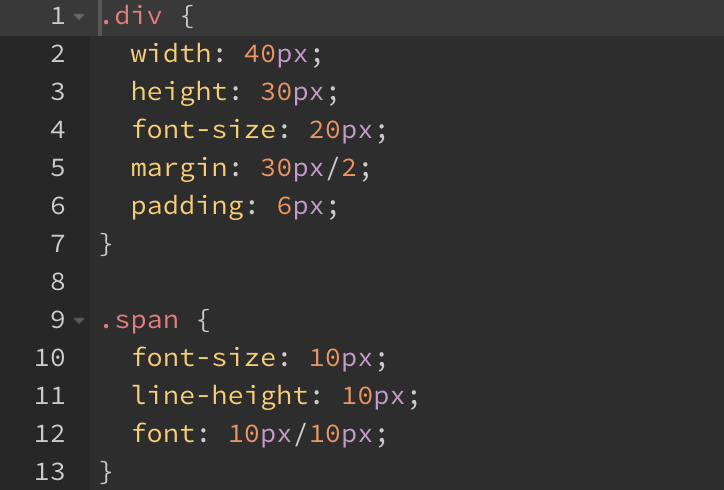 1 .div {
2 width: 40px;
3 height: 30px;
4 font-size: 20px;
5 margin: 30px/2;
6 padding: 6px;
7 }
8
9 .span {
10 font-size: 10px;
11 line-height: 10px;
12 font: 10px/10px;
13 }